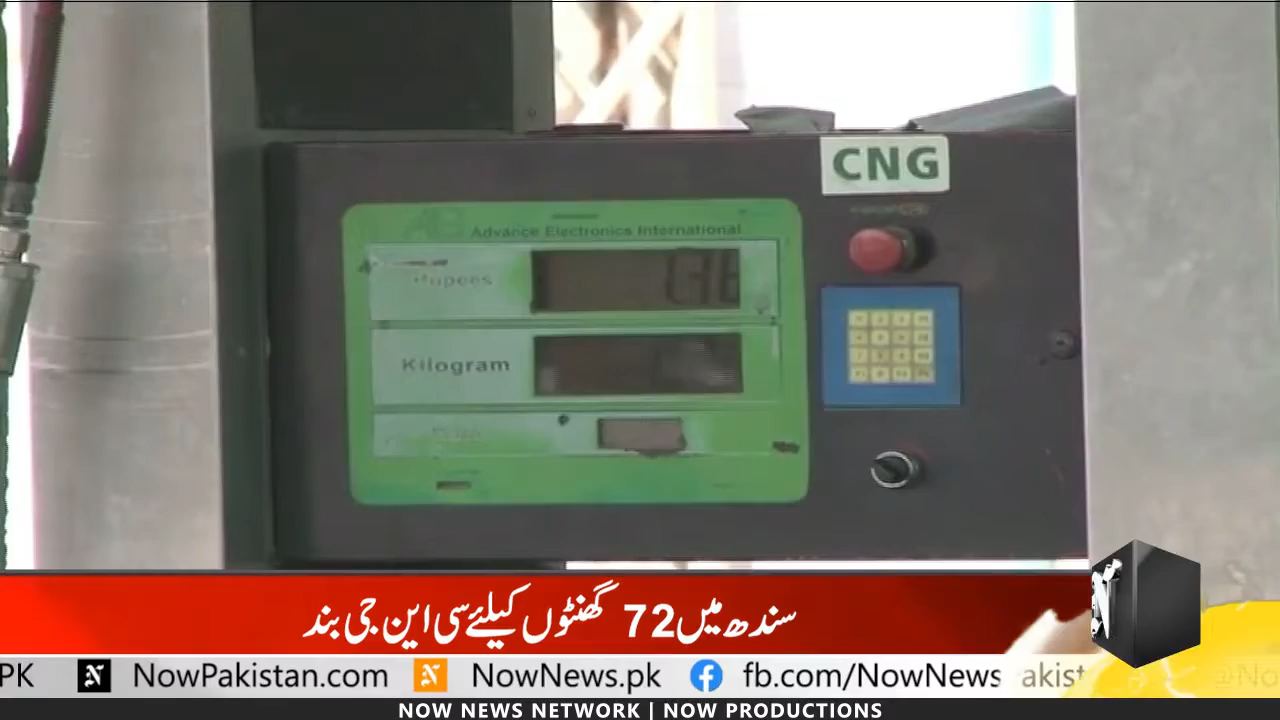 CNG
Advance Electronics International
Rupees
Kilogram
سندھ میں 72 گھنٹوں کیلئے سی این جی بند
PK NowPakistan.com NowNews.pk fb.com/NowNews
NOW NEWS NETWORK | NOW PRODUCTIONS